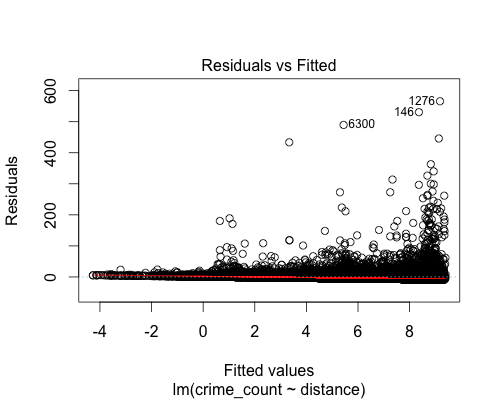 Residuals vs Fitted
600
400
200
0
Residuals
1276
146
6300
-4 -2 0 2 4 6 8
Fitted values
lm(crime_count ~ distance)